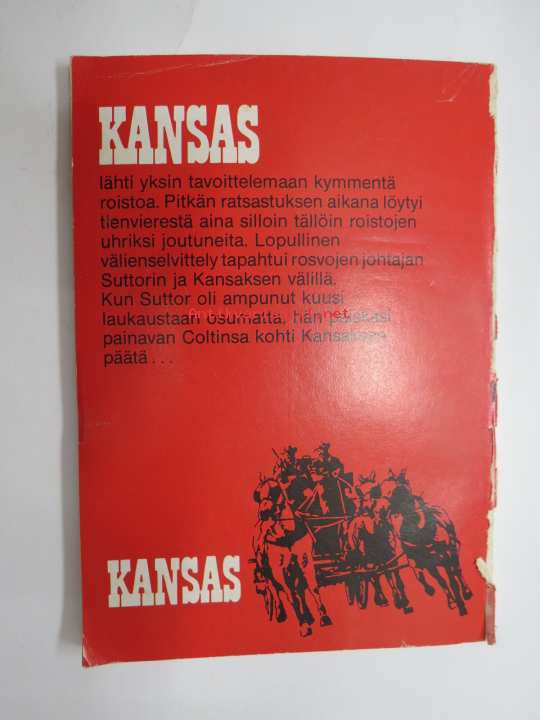 KANSAS
lähti yksin tavoittelemaan kymmentä
roistoa. Pitkän ratsastuksen aikana löytyi
tienvierestä aina silloin tällöin roistojen
uhriksi joutuneita. Lopullinen
välienselvittely tapahtui rosvojen johtajan
Suttorin ja Kansaksen välillä.
Kun Suttor oli ampunut kuusi
laukaustaan osumatta, hän paiskasi
painavan Coltinsa kohti Kansaksen
päätä...
KANSAS